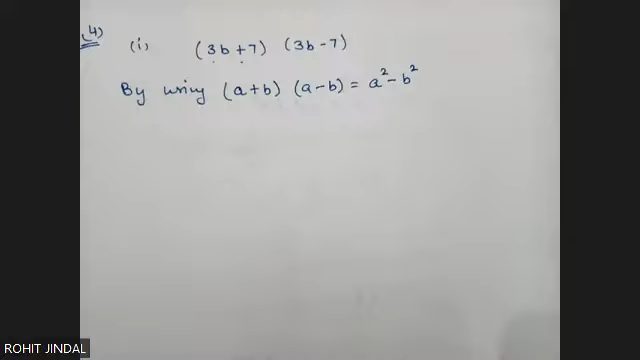 4)
(i) (3b+7) (3b-7)
By using (a+b) (a-b) = a²-b²
ROHIT JINDAL